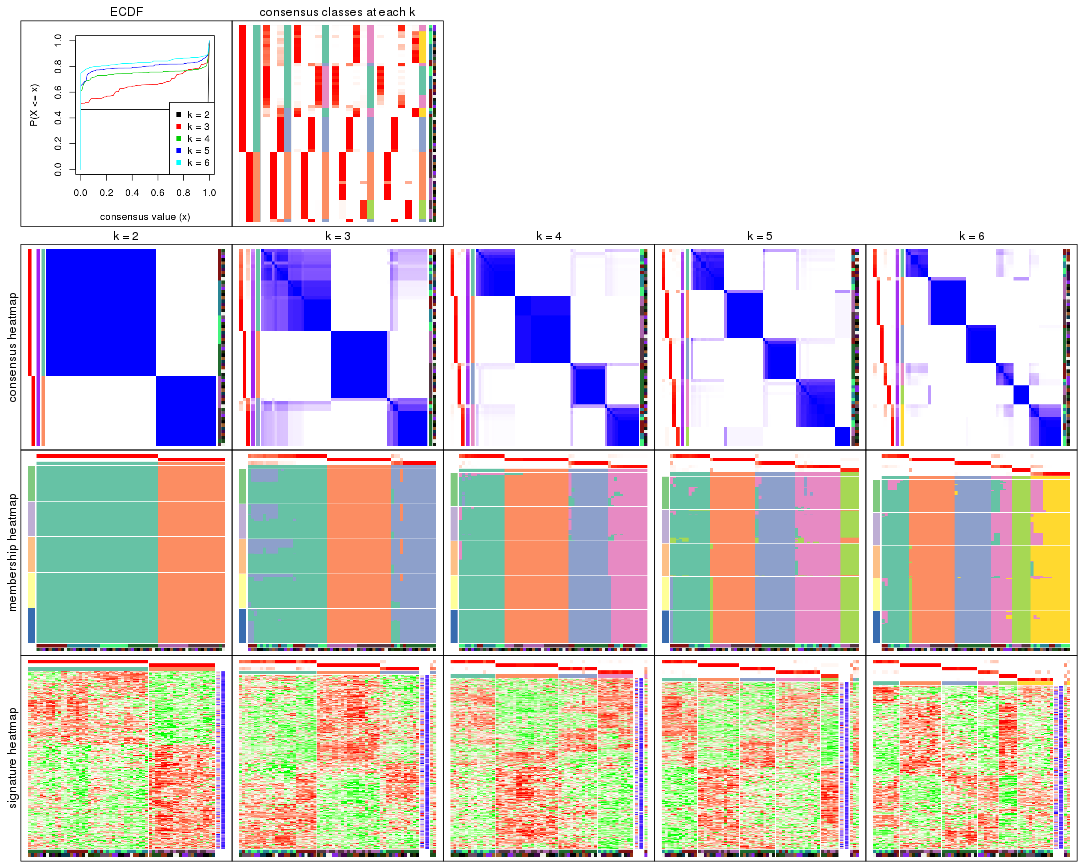 ECDF
consensus classes at each k
P(X <= x)
1.0
0.8
0.6
0.4
0.2
0.0
k = 2
k = 3
k = 4
k = 5
k = 6
0.0 0.2 0.4 0.6 0.8 1.0
consensus value (x)
k = 2
k = 3
k = 4
k = 5
k = 6
consensus heatmap
membership heatmap
signature heatmap